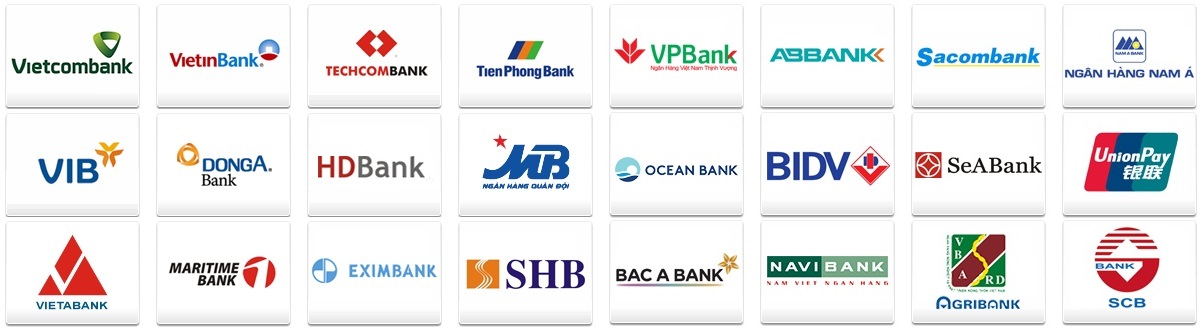 Vietcombank
VietinBank
TECHCOMBANK
TienPhong Bank
VPBank
Ngân Hàng Việt Nam Thịnh Vượng
ABBANK
Sacombank
NAM A BANK
NGÂN HÀNG NAM Á
VIB
DONGA
Bank
HDBank
MB
NGÂN HÀNG QUÂN ĐỘI
OCEAN BANK
BIDV
SeABank
UnionPay
银联
VIETABANK
MARITIME
BANK
EXIMBANK
SHB
BAC A BANK
NAVIBANK
NAM VIET NGAN HANG
VBARD
AGRIBANK
BANK
SCB